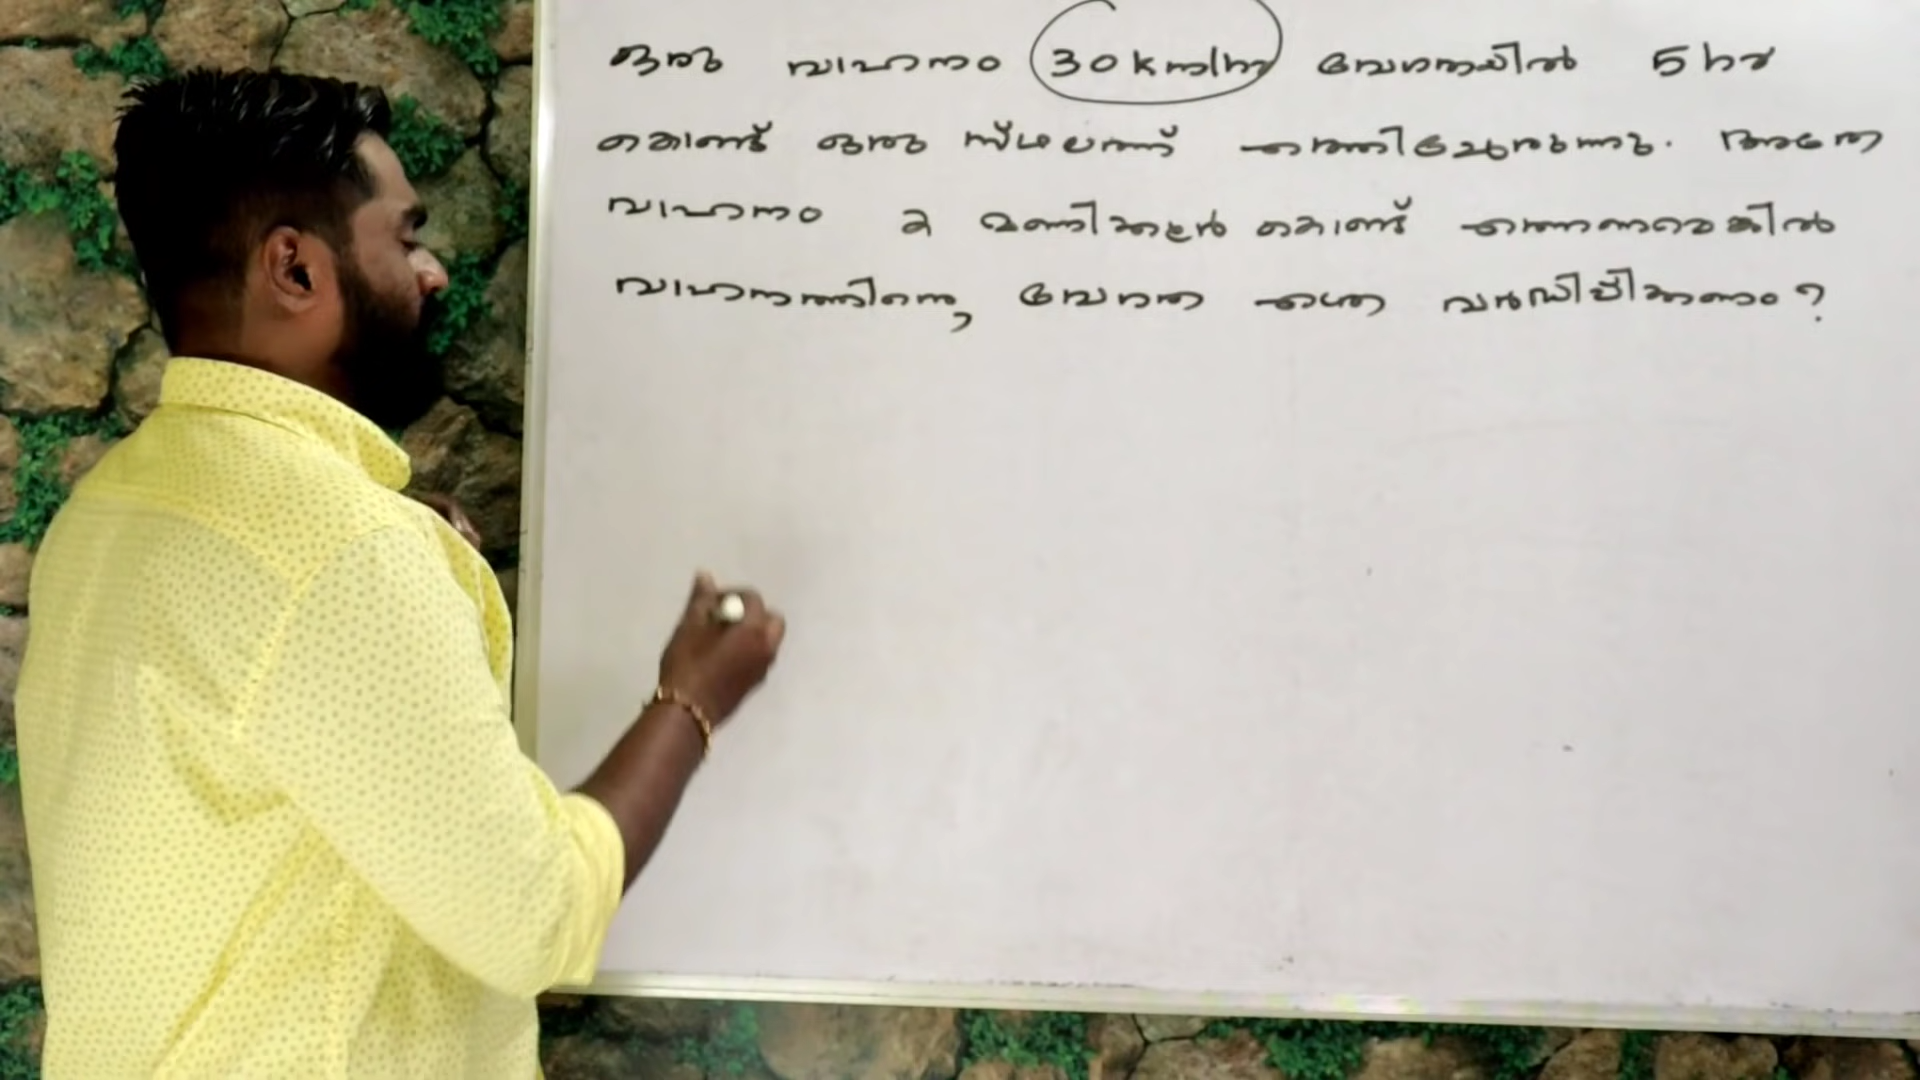 ഒരു വാഹനം 30km/hr വേഗതയിൽ 5hr
കൊണ്ട് ഒരു സ്ഥലത്ത് എത്തിച്ചേരുന്നു. അതേ
വാഹനം 2 മണിക്കൂർ കൊണ്ട് എത്തണമെങ്കിൽ
വാഹനത്തിന്റെ വേഗത എത്ര വർദ്ധിപ്പിക്കണം?